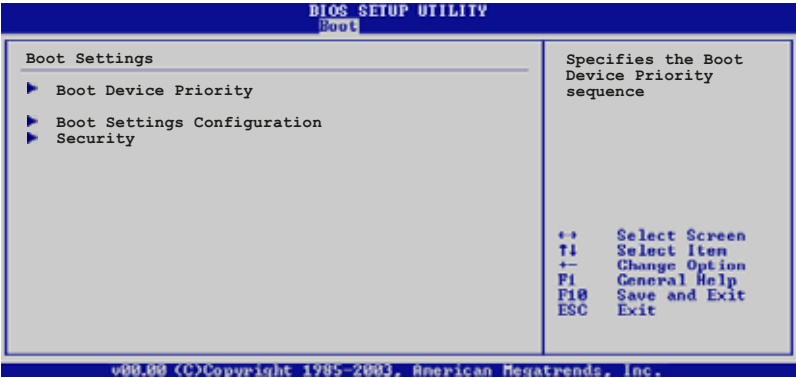 BIOS SETUP UTILITY
Boot
Boot Settings
Boot Device Priority
Boot Settings Configuration
Security
Specifies the Boot
Device Priority
sequence
←→ Select Screen
↑↓ Select Item
+- Change Option
F1 General Help
F10 Save and Exit
ESC Exit
v00.00 (C)Copyright 1985-2003, American Megatrends, Inc.